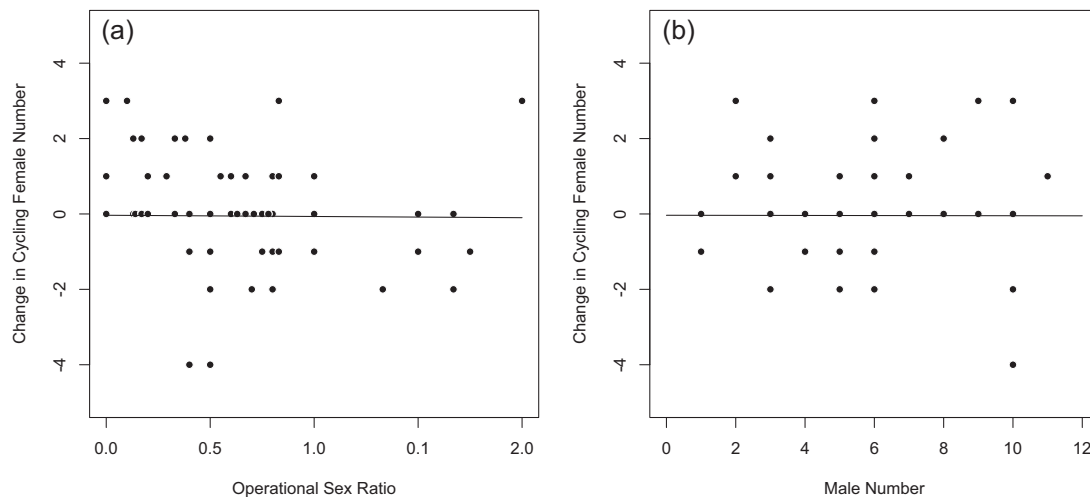 (a)
Change in Cycling Female Number
4
2
0
-2
-4
0.0 0.5 1.0 0.1 2.0
Operational Sex Ratio
(b)
Change in Cycling Female Number
4
2
0
-2
-4
0 2 4 6 8 10 12
Male Number